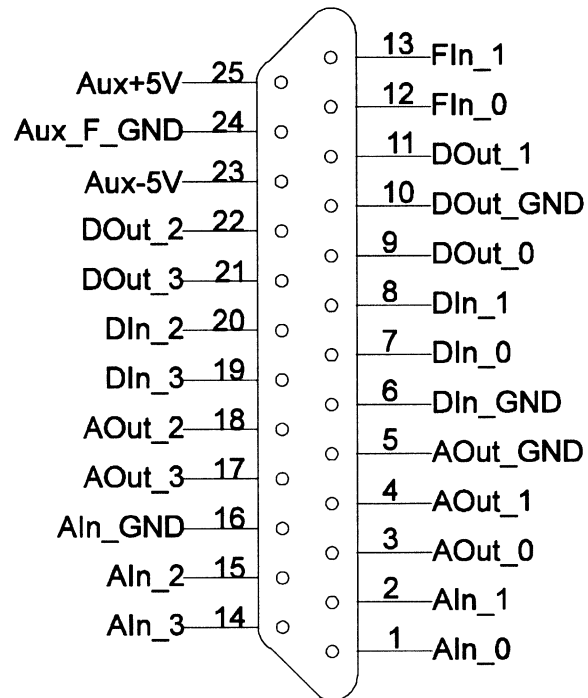 13 FIn_1
Aux+5V 25
12 FIn_0
Aux_F_GND 24
11 DOut_1
Aux-5V 23
10 DOut_GND
DOut_2 22
9 DOut_0
DOut_3 21
8 DIn_1
DIn_2 20
7 DIn_0
DIn_3 19
6 DIn_GND
AOut_2 18
5 AOut_GND
AOut_3 17
4 AOut_1
AIn_GND 16
3 AOut_0
AIn_2 15
2 AIn_1
AIn_3 14
1 AIn_0